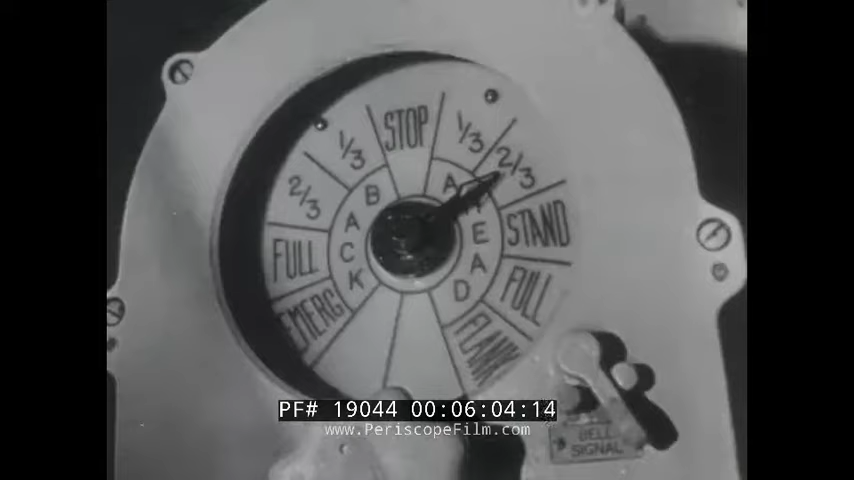 STOP
1/3
1/3
2/3
2/3
BACK
AHEAD
FULL
STAND
EMERG
FULL
FLANK
BELL
SIGNAL
PF# 19044 00:06:04:14
www.PeriscopeFilm.com